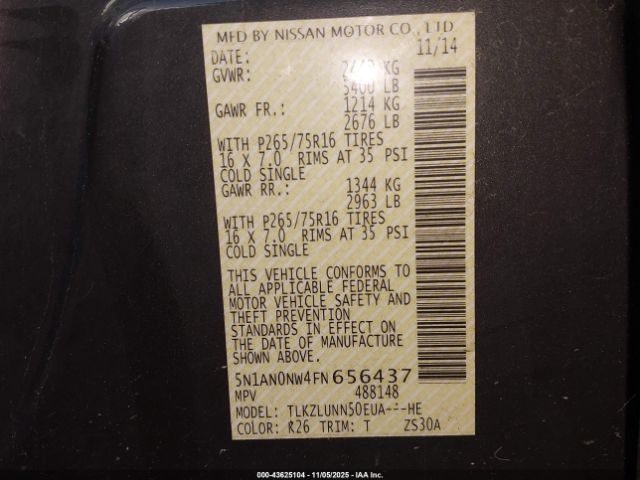 MFD BY NISSAN MOTOR CO., LTD
DATE: 11/14
GVWR: KG
5400 LB
GAWR FR.: 1214 KG
2676 LB
WITH P265/75R16 TIRES
16 X 7.0 RIMS AT 35 PSI
COLD SINGLE
GAWR RR.: 1344 KG
2963 LB
WITH P265/75R16 TIRES
16 X 7.0 RIMS AT 35 PSI
COLD SINGLE
THIS VEHICLE CONFORMS TO
ALL APPLICABLE FEDERAL
MOTOR VEHICLE SAFETY AND
THEFT PREVENTION
STANDARDS IN EFFECT ON
THE DATE OF MANUFACTURE
SHOWN ABOVE.
5N1AN0NW4FN656437
MPV 488148
MODEL: TLKZLUNN50EUA---HE
COLOR: K26 TRIM: T ZS30A
000-43625104 - 11/05/2025 - IAA Inc.